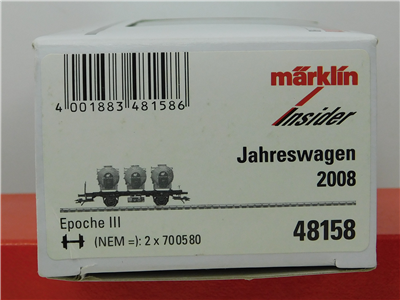 märklin
Insider
4 001883 481586
Jahreswagen
2008
Epoche III
(NEM =): 2 x 700580
48158